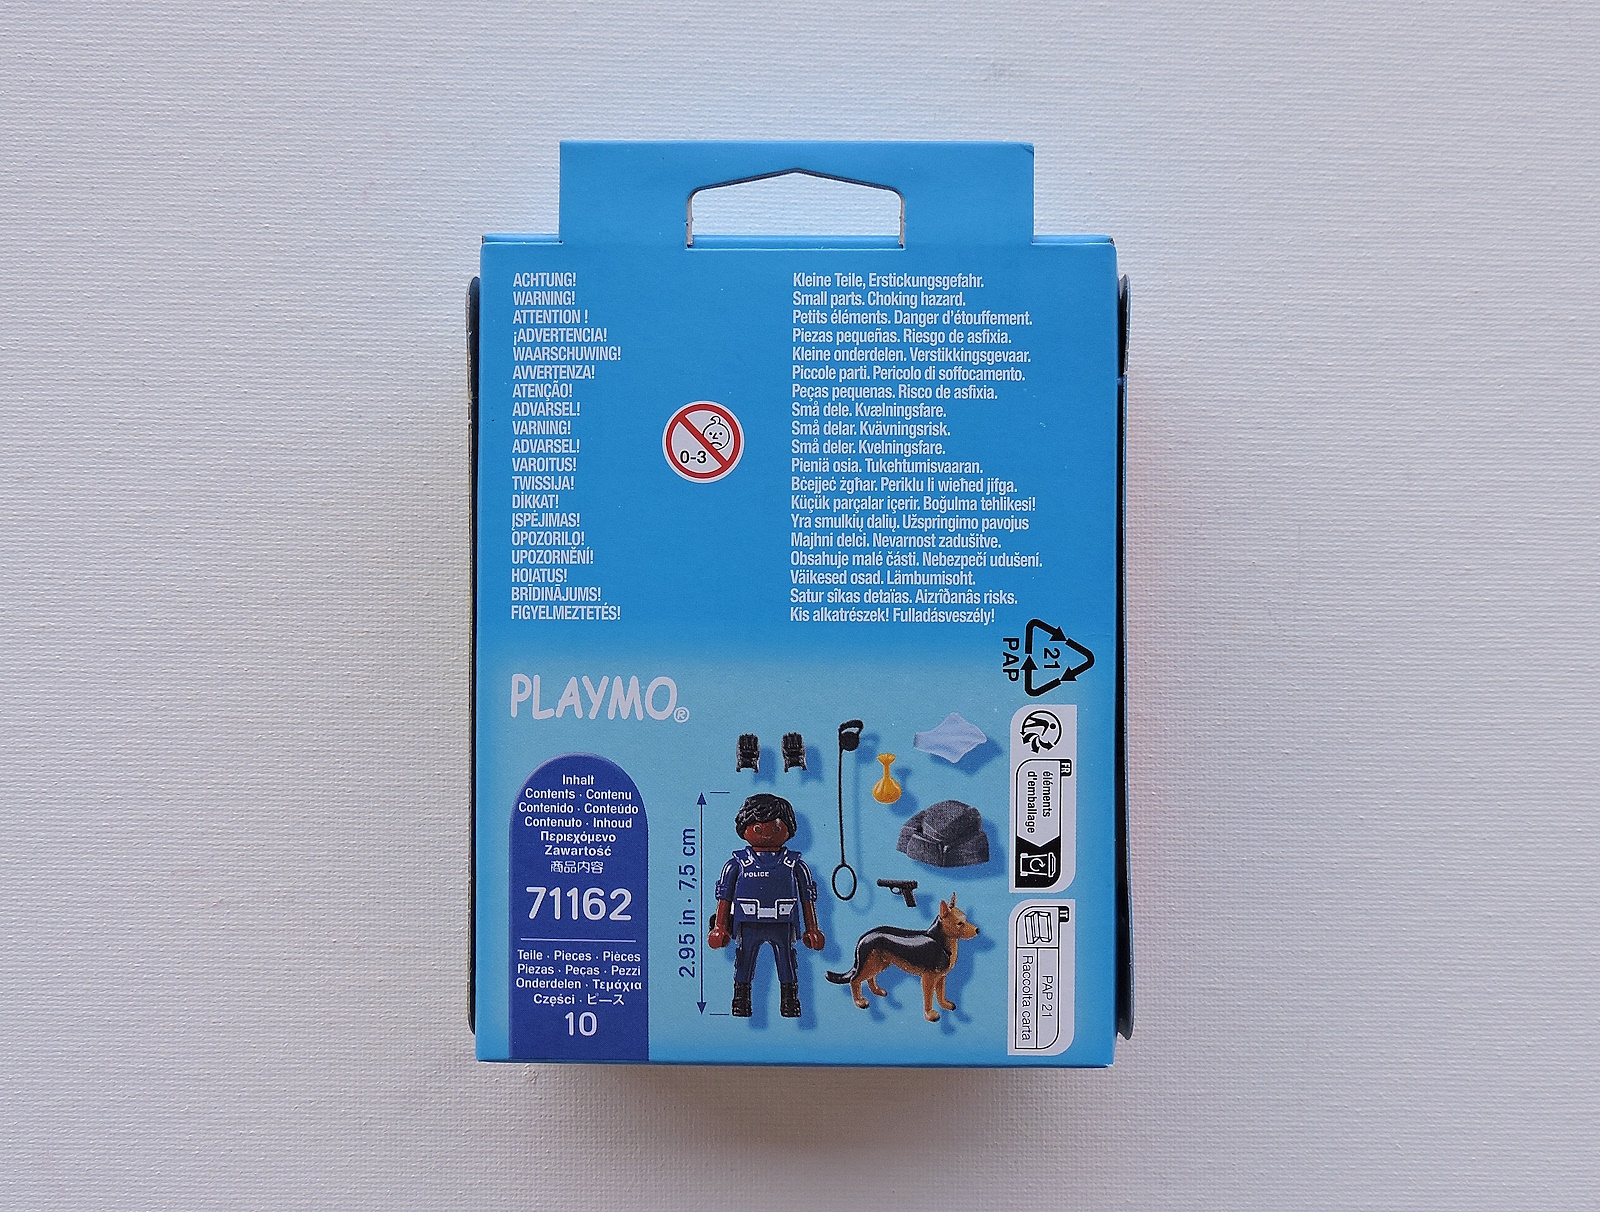 ACHTUNG! Kleine Teile, Erstickungsgefahr.
WARNING! Small parts. Choking hazard.
ATTENTION ! Petits éléments. Danger d'étouffement.
¡ADVERTENCIA! Piezas pequeñas. Riesgo de asfixia.
WAARSCHUWING! Kleine onderdelen. Verstikkingsgevaar.
AVVERTENZA! Piccole parti. Pericolo di soffocamento.
ATENÇÃO! Peças pequenas. Risco de asfixia.
ADVARSEL! Små dele. Kvælningsfare.
VARNING! Små delar. Kvävningsrisk.
ADVARSEL! Små deler. Kvelningsfare.
VAROITUS! Pieniä osia. Tukehtumisvaaran.
TWISSIJA! Bċejjeċ żgħar. Periklu li wieħed jifga.
DİKKAT! Küçük parçalar içerir. Boğulma tehlikesi!
ĮSPĖJIMAS! Yra smulkių dalių. Užspringimo pavojus
OPOZORILO! Majhni delci. Nevarnost zadušitve.
UPOZORNĚNÍ! Obsahuje malé části. Nebezpečí udušení.
HOIATUS! Väikesed osad. Lämbumisoht.
BRĪDINĀJUMS! Satur sîkas detaïas. Aizrîðanâs risks.
FIGYELMEZTETÉS! Kis alkatrészek! Fulladásveszély!
0-3
21
PAP
PLAYMO®
Inhalt
Contents · Contenu
Contenido · Conteúdo
Contenuto · Inhoud
Περιεχόμενο
Zawartość
商品内容
71162
Teile · Pieces · Pièces
Piezas · Peças · Pezzi
Onderdelen · Τεμάχια
Części · ピース
10
2.95 in · 7,5 cm
POLICE
FR
éléments
d'emballage
IT
PAP 21
Raccolta carta